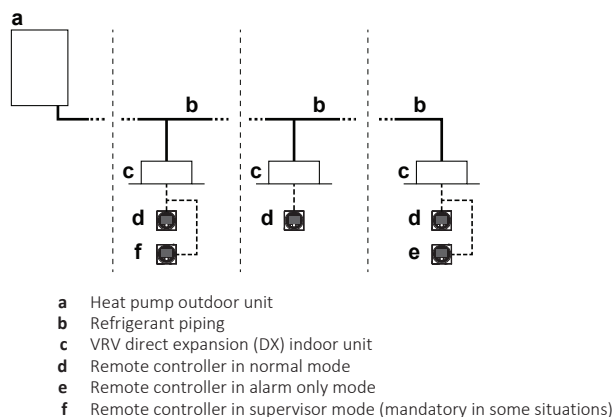 a
b b b
c c c
d d d
f e
a Heat pump outdoor unit
b Refrigerant piping
c VRV direct expansion (DX) indoor unit
d Remote controller in normal mode
e Remote controller in alarm only mode
f Remote controller in supervisor mode (mandatory in some situations)